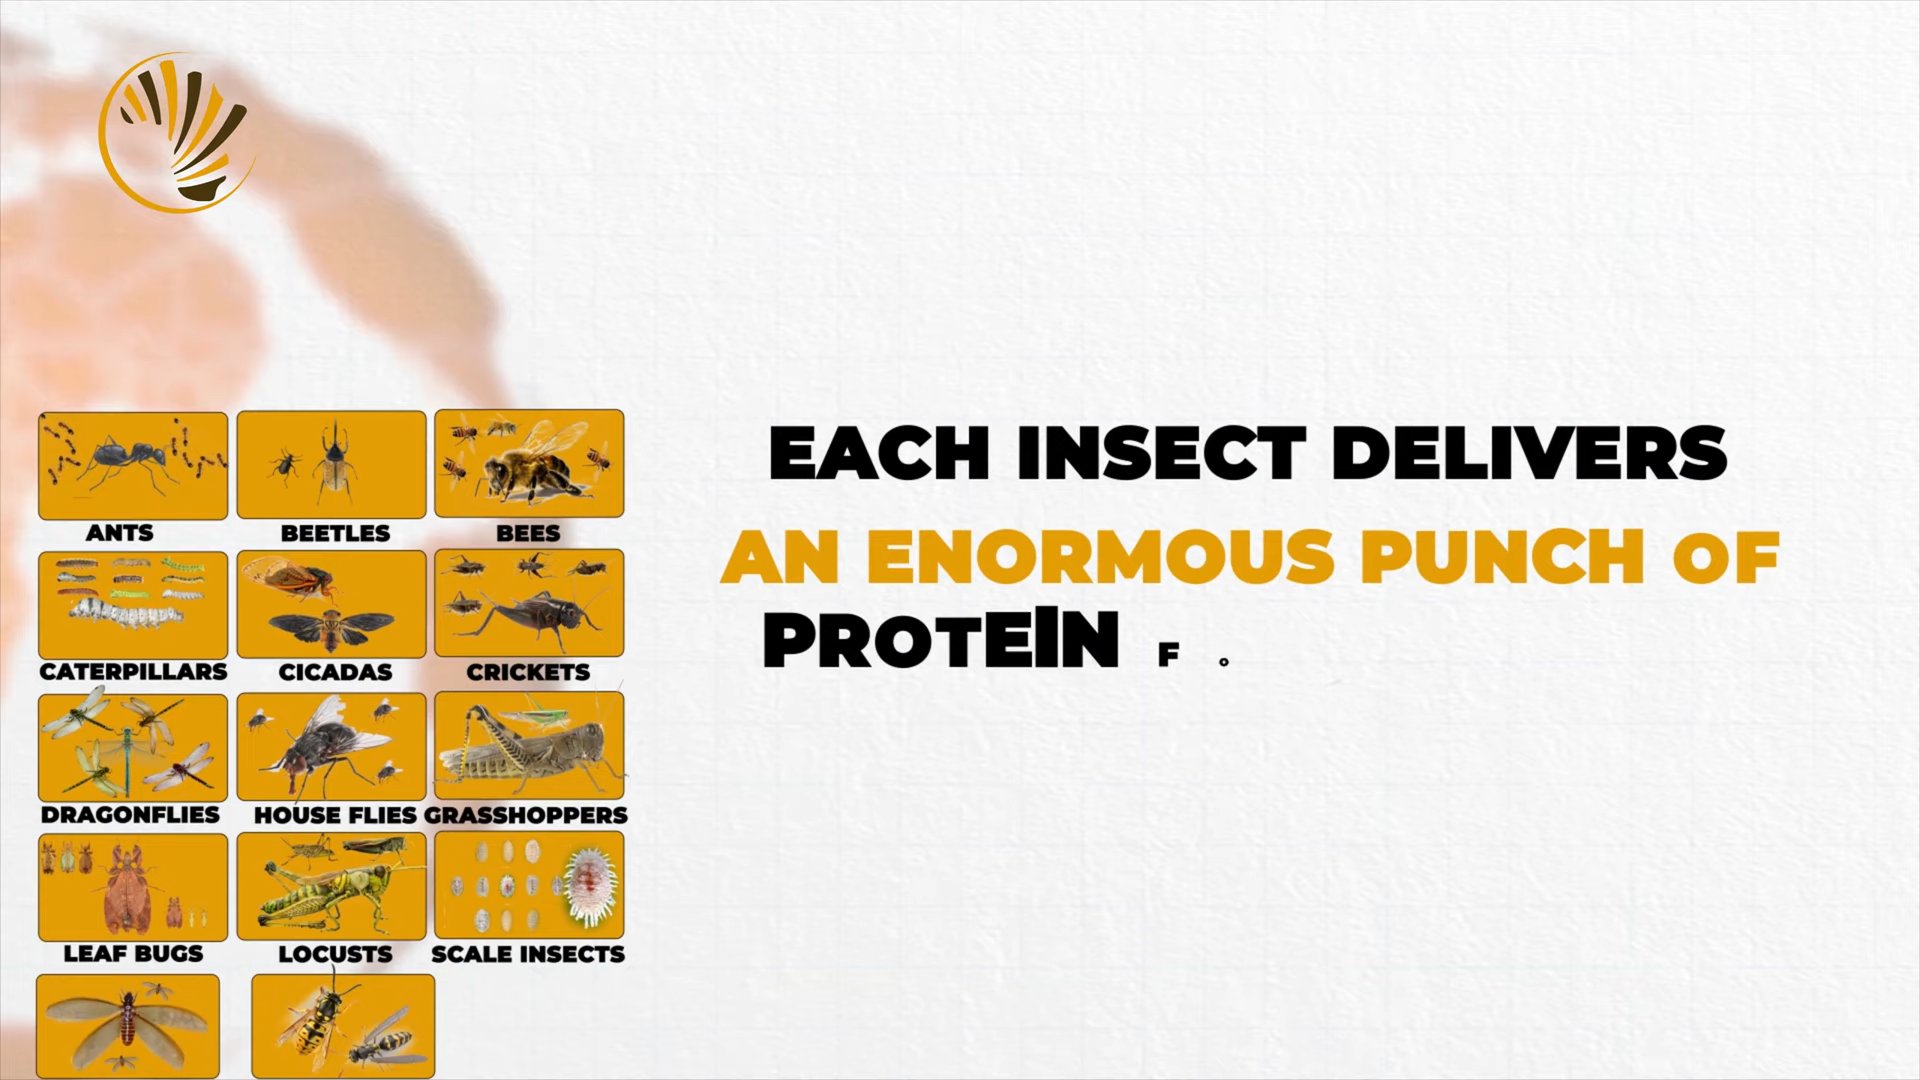 ANTS
BEETLES
BEES
CATERPILLARS
CICADAS
CRICKETS
DRAGONFLIES
HOUSE FLIES
GRASSHOPPERS
LEAF BUGS
LOCUSTS
SCALE INSECTS
EACH INSECT DELIVERS
AN ENORMOUS PUNCH OF
PROTEIN F O